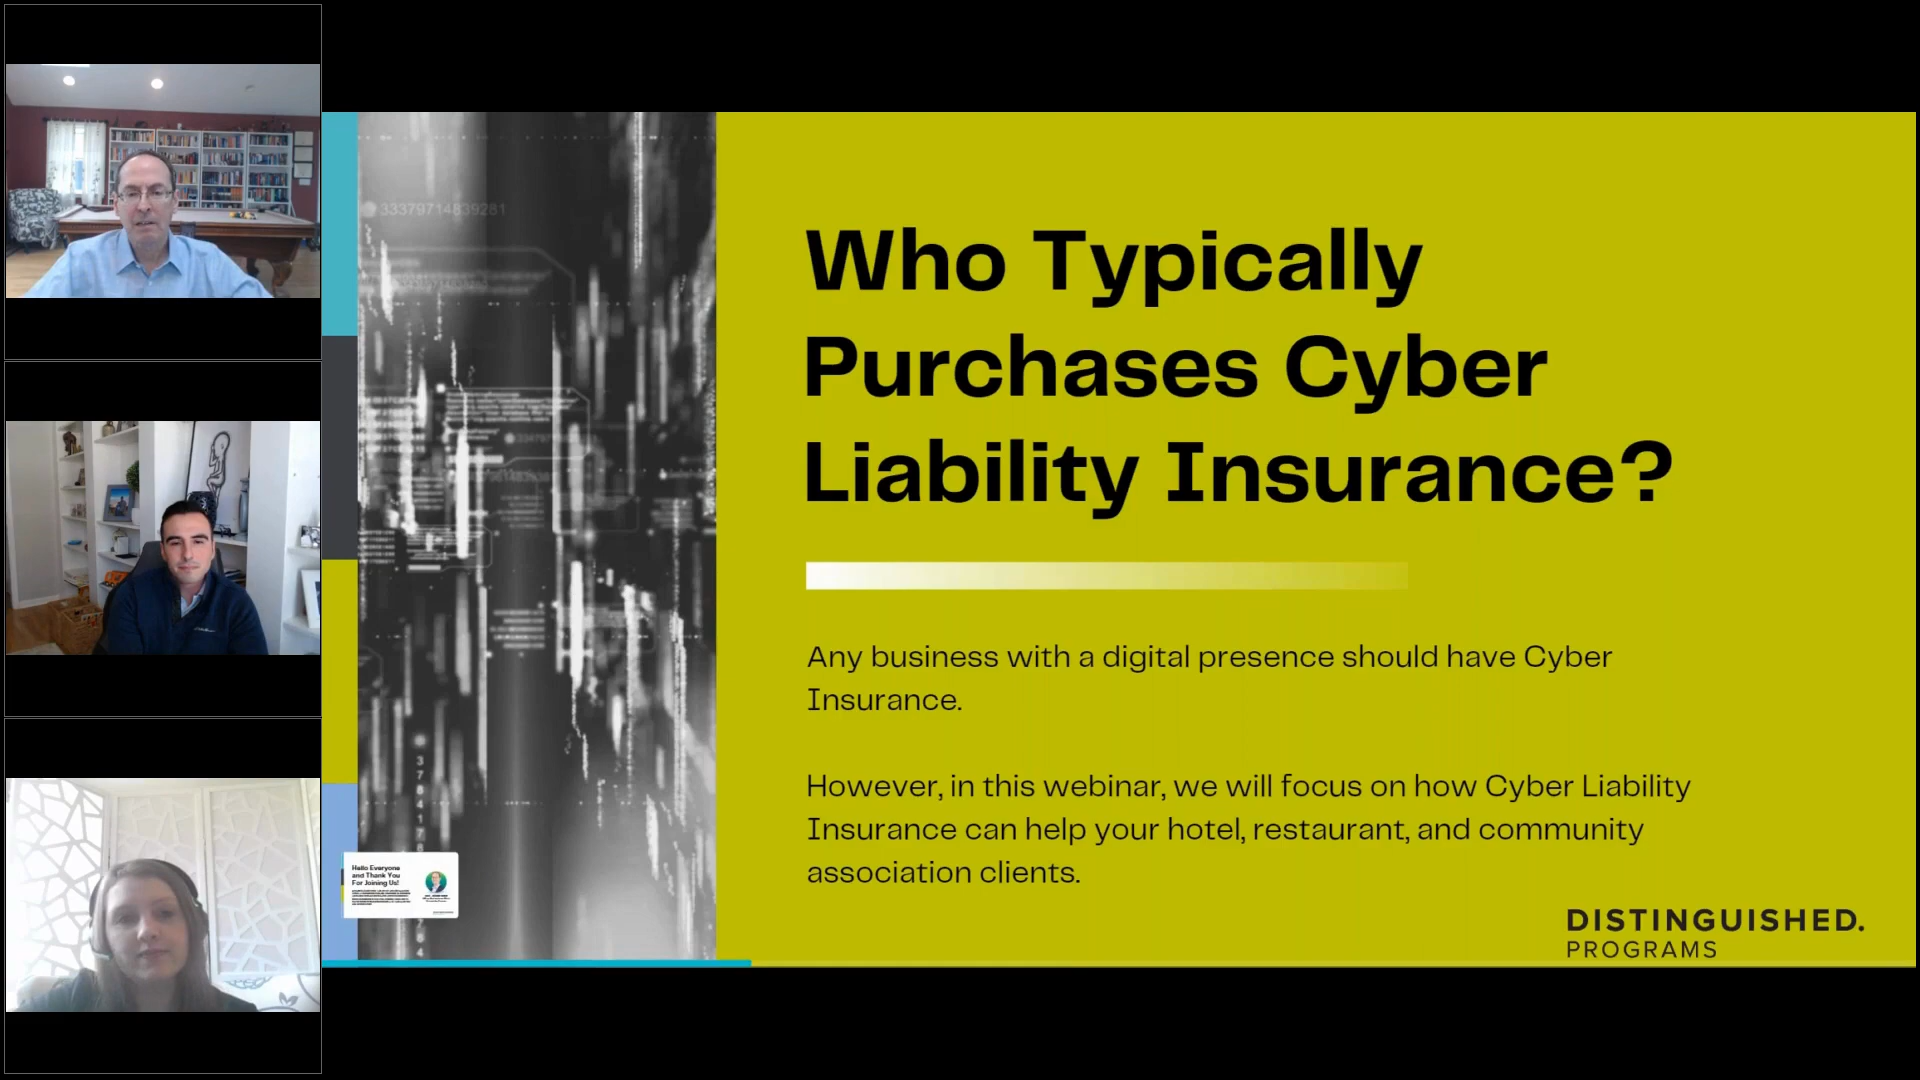 33379714839281
Who Typically
Purchases Cyber
Liability Insurance?
Any business with a digital presence should have Cyber
Insurance.
However, in this webinar, we will focus on how Cyber Liability
Insurance can help your hotel, restaurant, and community
association clients.
Hello Everyone
and Thank You
For Joining Us!
DISTINGUISHED.
PROGRAMS